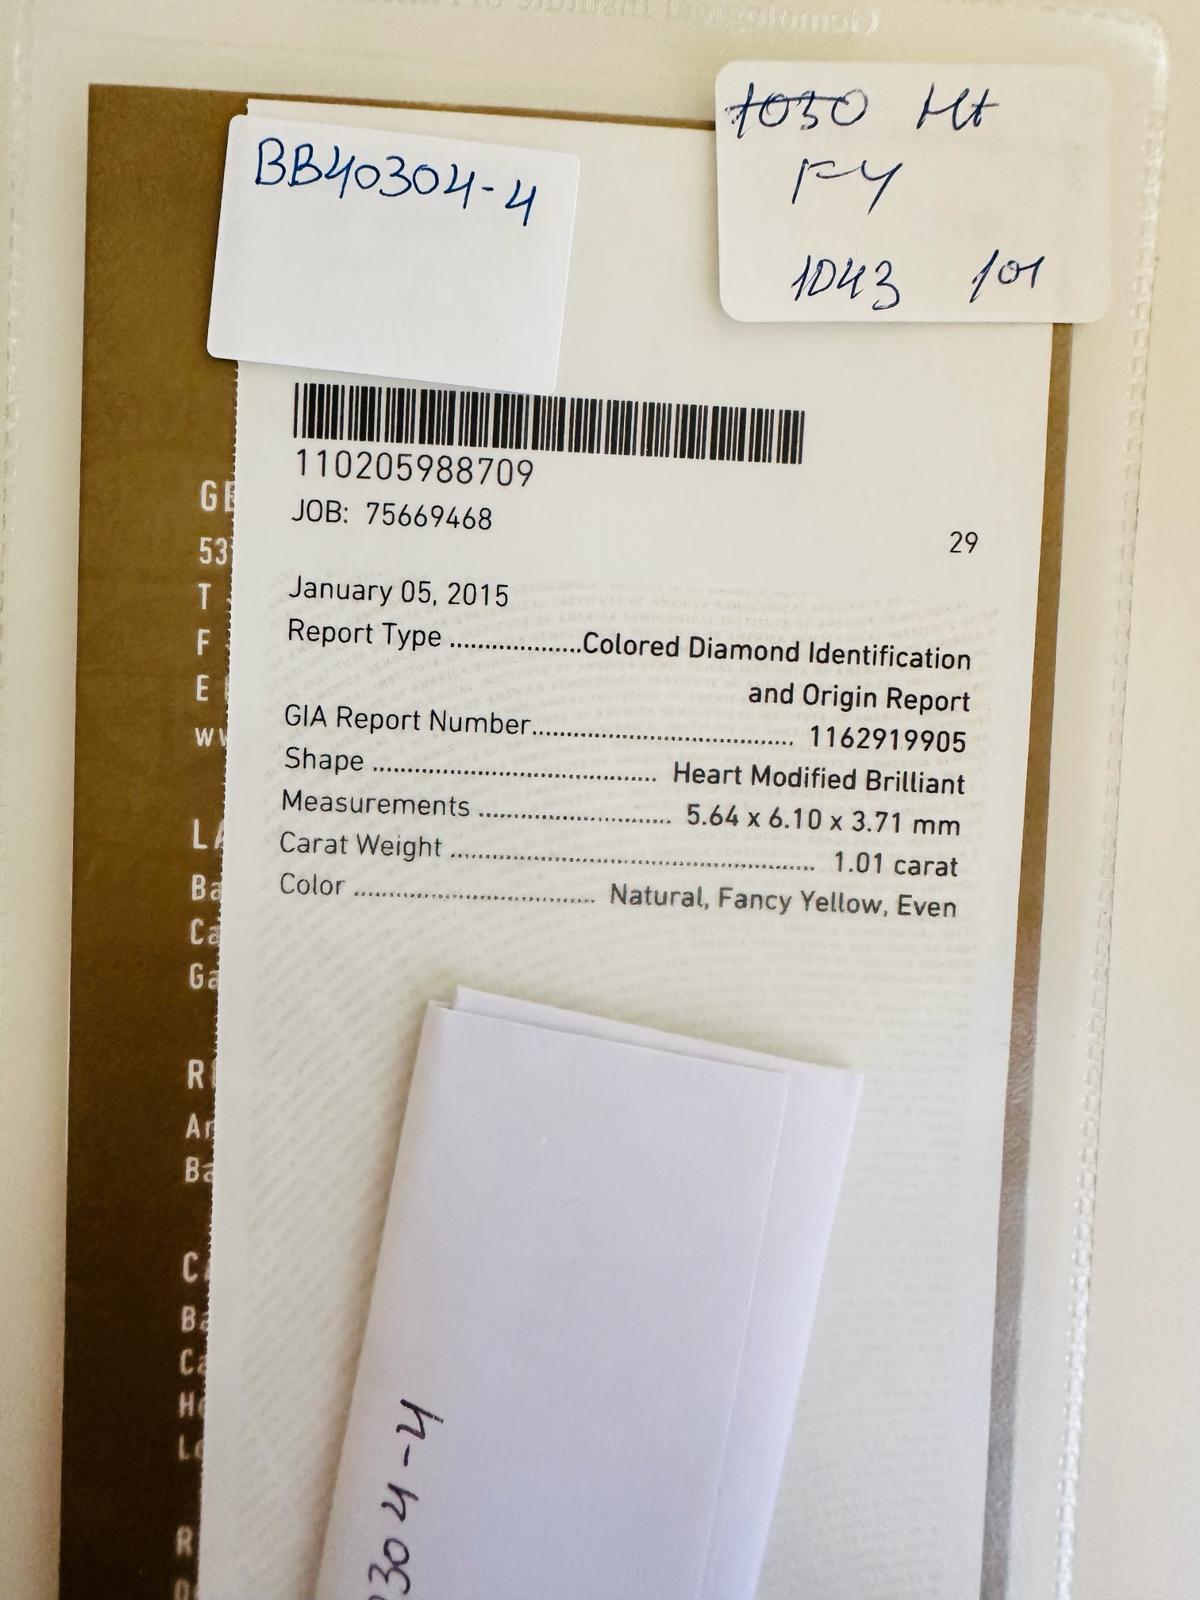 BB40304-4
1030 Ht
FY
1043 101
110205988709
JOB: 75669468
29
January 05, 2015
Report Type ...................Colored Diamond Identification
and Origin Report
GIA Report Number....................................... 1162919905
Shape ........................................... Heart Modified Brilliant
Measurements ............................. 5.64 x 6.10 x 3.71 mm
Carat Weight ....................................................... 1.01 carat
Color .................................... Natural, Fancy Yellow, Even
304-4